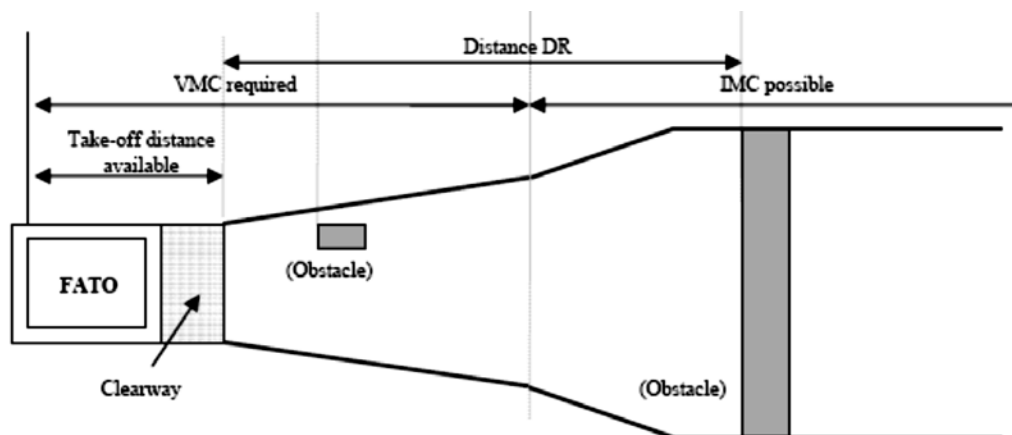 Distance DR
VMC required
IMC possible
Take-off distance
available
(Obstacle)
FATO
Clearway
(Obstacle)